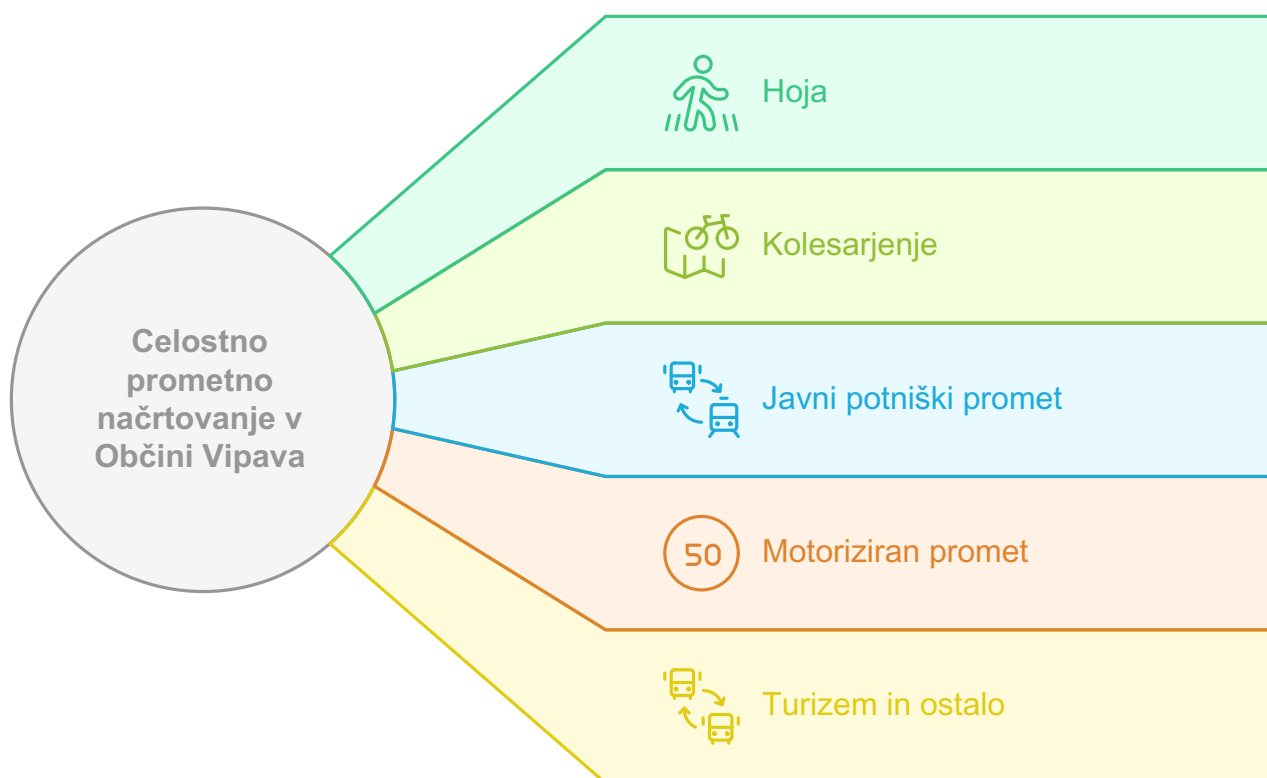 Celostno
prometno
načrtovanje v
Občini Vipava
Hoja
Kolesarjenje
Javni potniški promet
50
Motoriziran promet
Turizem in ostalo